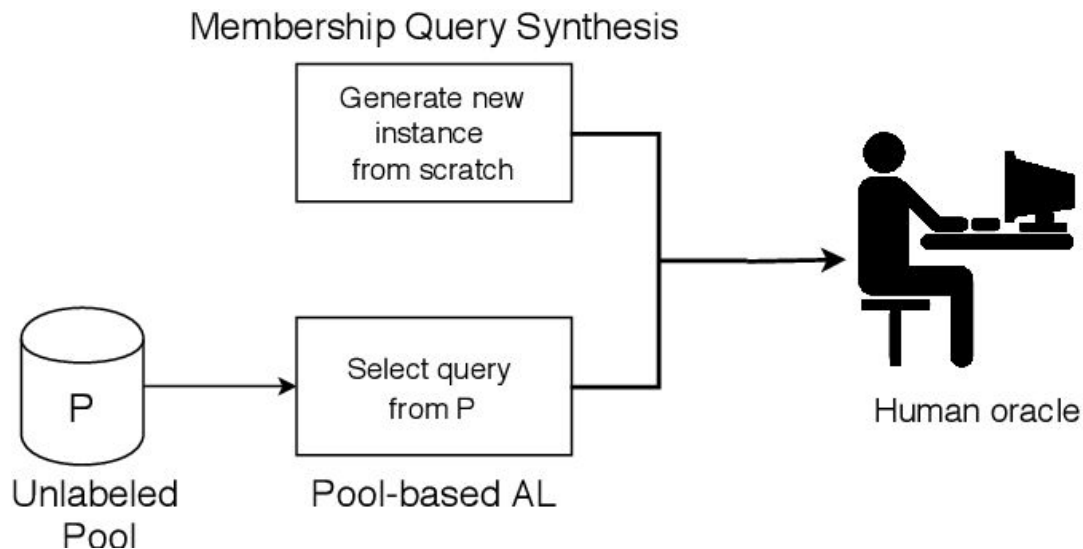 Membership Query Synthesis
Generate new
instance
from scratch
P
Select query
from P
Human oracle
Unlabeled
Pool
Pool-based AL